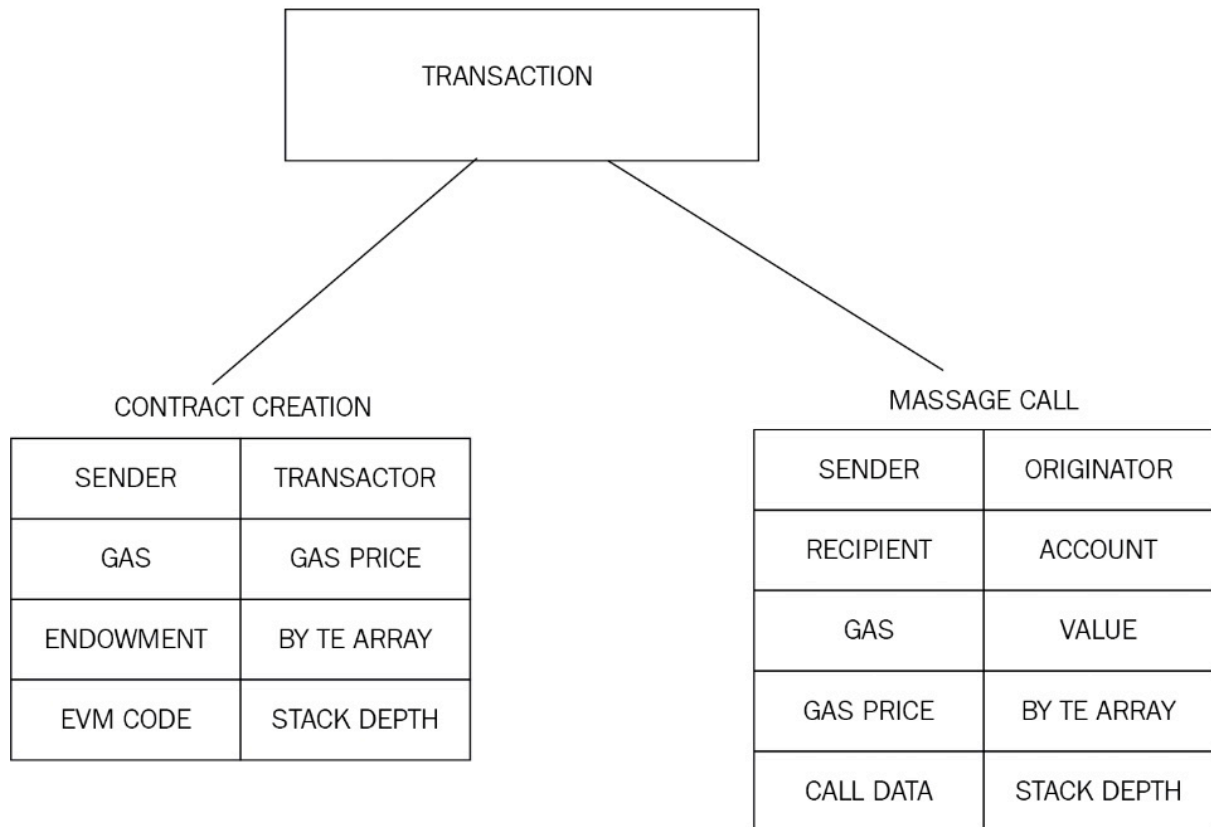 TRANSACTION
CONTRACT CREATION
SENDER TRANSACTOR
GAS GAS PRICE
ENDOWMENT BY TE ARRAY
EVM CODE STACK DEPTH
MASSAGE CALL
SENDER ORIGINATOR
RECIPIENT ACCOUNT
GAS VALUE
GAS PRICE BY TE ARRAY
CALL DATA STACK DEPTH